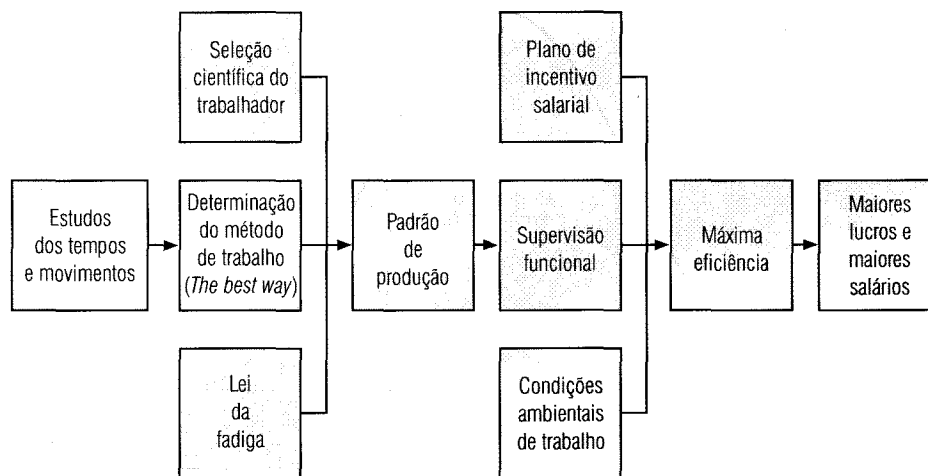 Seleção
científica do
trabalhador
Plano de
incentivo
salarial
Estudos
dos tempos
e movimentos
Determinação
do método
de trabalho
(The best way)
Padrão
de
produção
Supervisão
funcional
Máxima
eficiência
Maiores
lucros e
maiores
salários
Lei
da
fadiga
Condições
ambientais
de trabalho